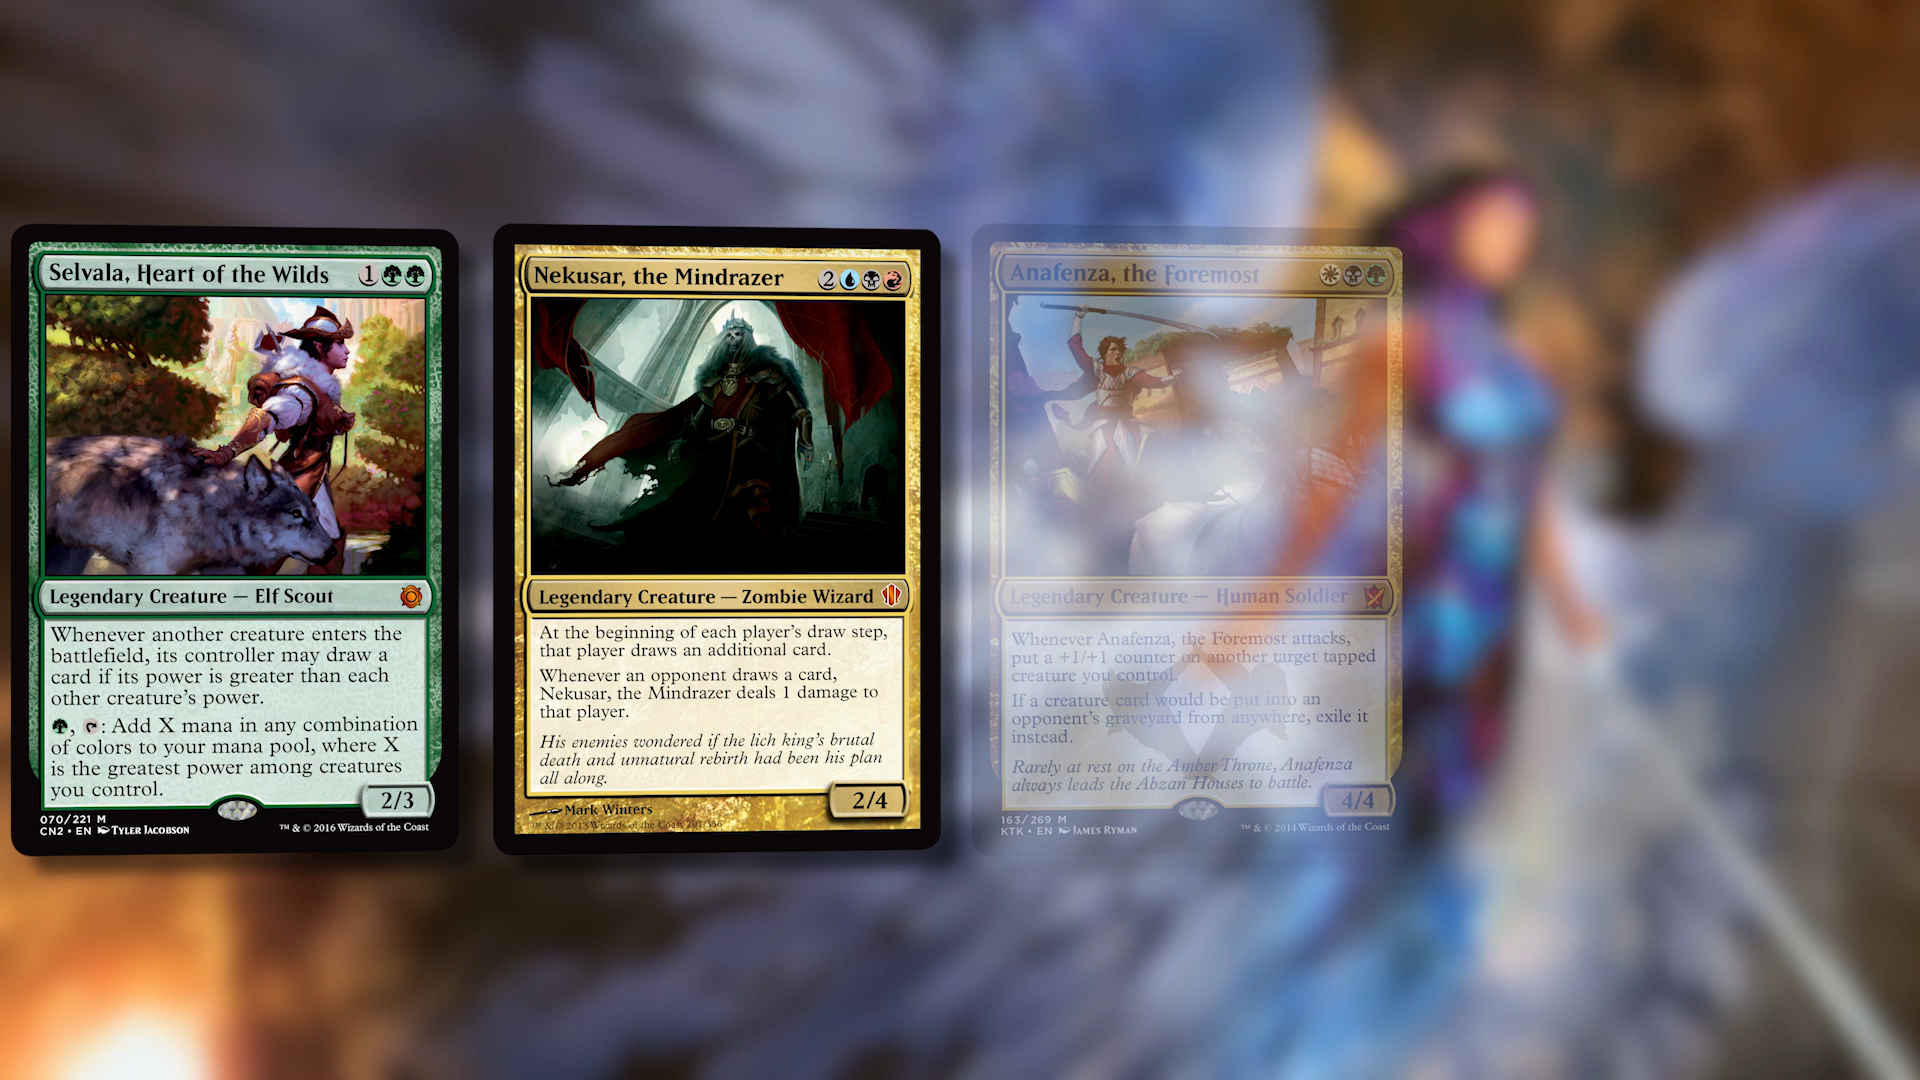 Selvala, Heart of the Wilds 1
Legendary Creature — Elf Scout
Whenever another creature enters the
battlefield, its controller may draw a
card if its power is greater than each
other creature's power.
, : Add X mana in any combination
of colors to your mana pool, where X
is the greatest power among creatures
you control.
2/3
070/221 M
CN2 • EN Tyler Jacobson
™ & © 2016 Wizards of the Coast
Nekusar, the Mindrazer 2
Legendary Creature — Zombie Wizard
At the beginning of each player's draw step,
that player draws an additional card.
Whenever an opponent draws a card,
Nekusar, the Mindrazer deals 1 damage to
that player.
His enemies wondered if the lich king's brutal
death and unnatural rebirth had been his plan
all along.
2/4
Mark Winters
™ & © 2013 Wizards of the Coast
Anafenza, the Foremost
Legendary Creature — Human Soldier
Whenever Anafenza, the Foremost attacks,
put a +1/+1 counter on another target tapped
creature you control.
If a creature card would be put into an
opponent's graveyard from anywhere, exile it
instead.
Rarely at rest on the Amber Throne, Anafenza
always leads the Abzan Houses to battle.
4/4
163/269 M
KTK • EN James Ryman
™ & © 2014 Wizards of the Coast